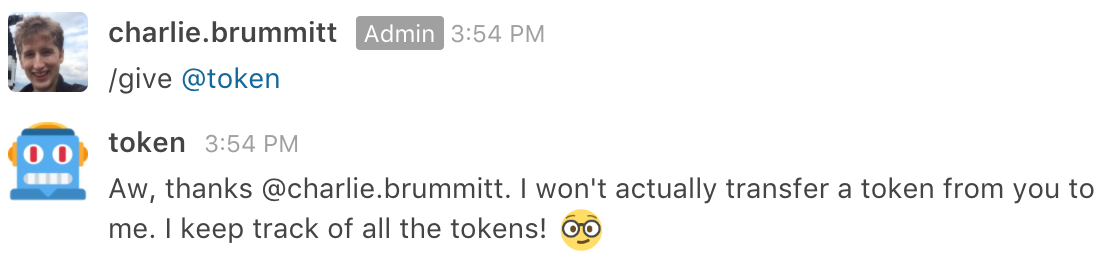 charlie.brummitt Admin 3:54 PM
/give @token
token 3:54 PM
Aw, thanks @charlie.brummitt. I won't actually transfer a token from you to
me. I keep track of all the tokens! 🤓